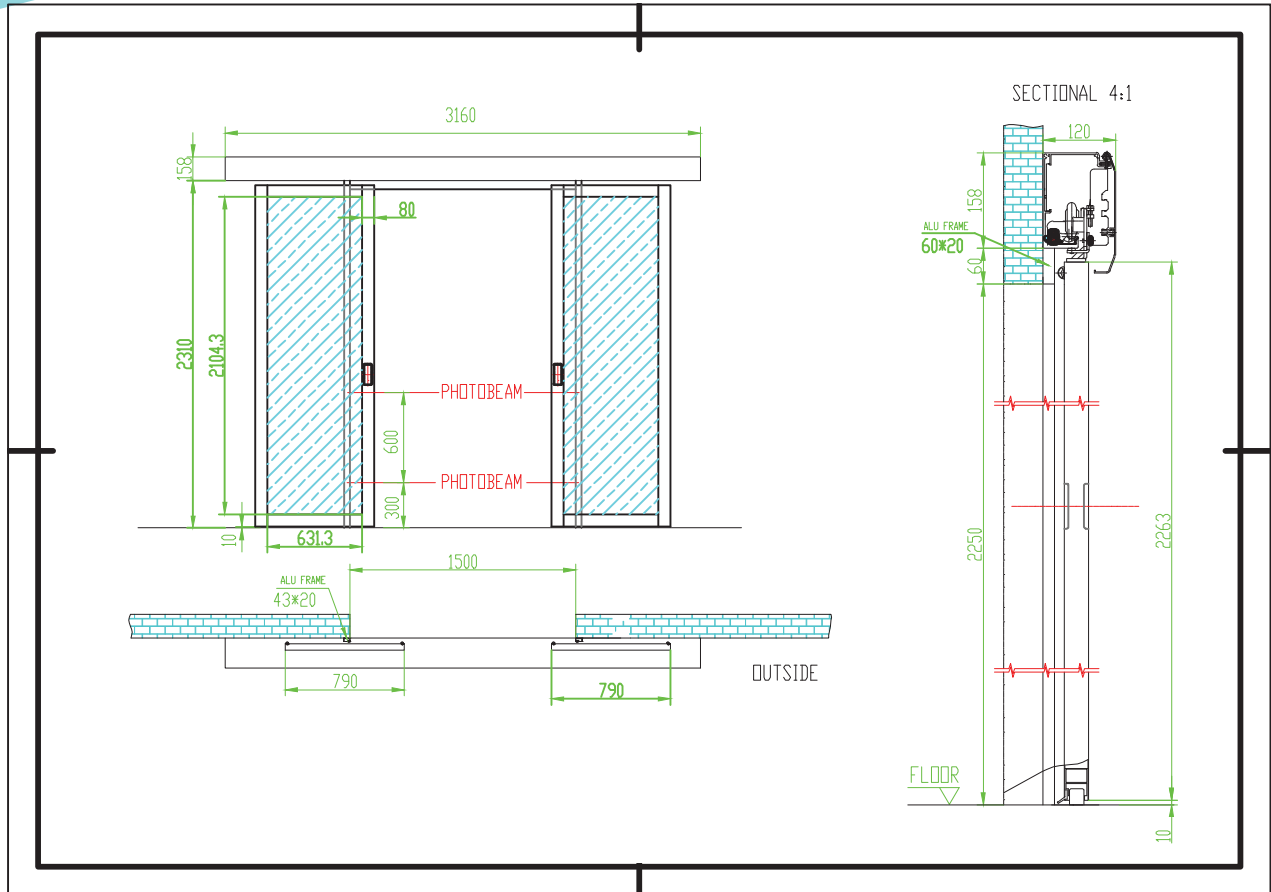 SECTIONAL 4:1
3160
120
158
158
80
ALU FRAME
60*20
60
2310
2104.3
PHOTOBEAM
600
PHOTOBEAM
300
10
631.3
2250
2263
1500
ALU FRAME
43*20
OUTSIDE
790
790
FLOOR
10